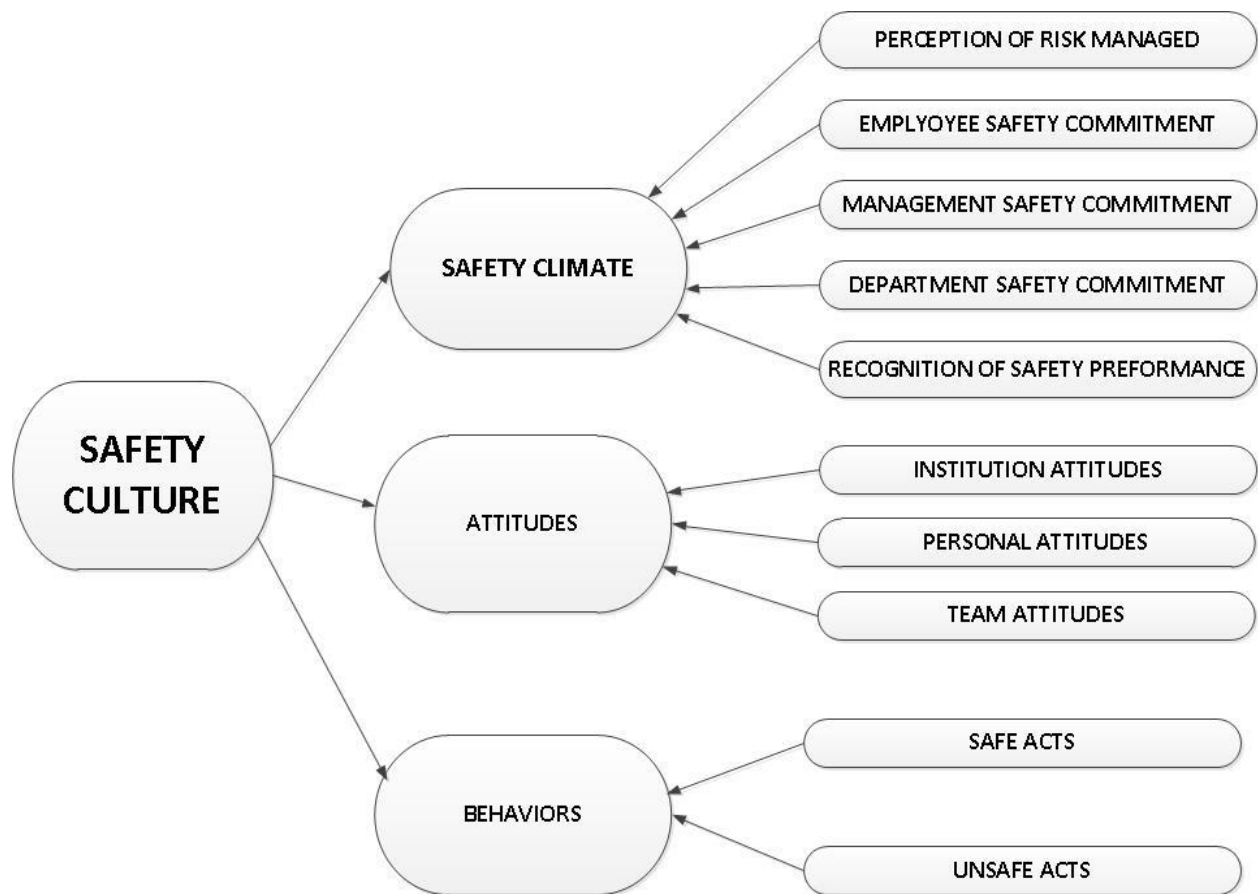 PERCEPTION OF RISK MANAGED
EMPLYOYEE SAFETY COMMITMENT
MANAGEMENT SAFETY COMMITMENT
SAFETY CLIMATE
DEPARTMENT SAFETY COMMITMENT
RECOGNITION OF SAFETY PREFORMANCE
SAFETY
CULTURE
INSTITUTION ATTITUDES
ATTITUDES
PERSONAL ATTITUDES
TEAM ATTITUDES
SAFE ACTS
BEHAVIORS
UNSAFE ACTS